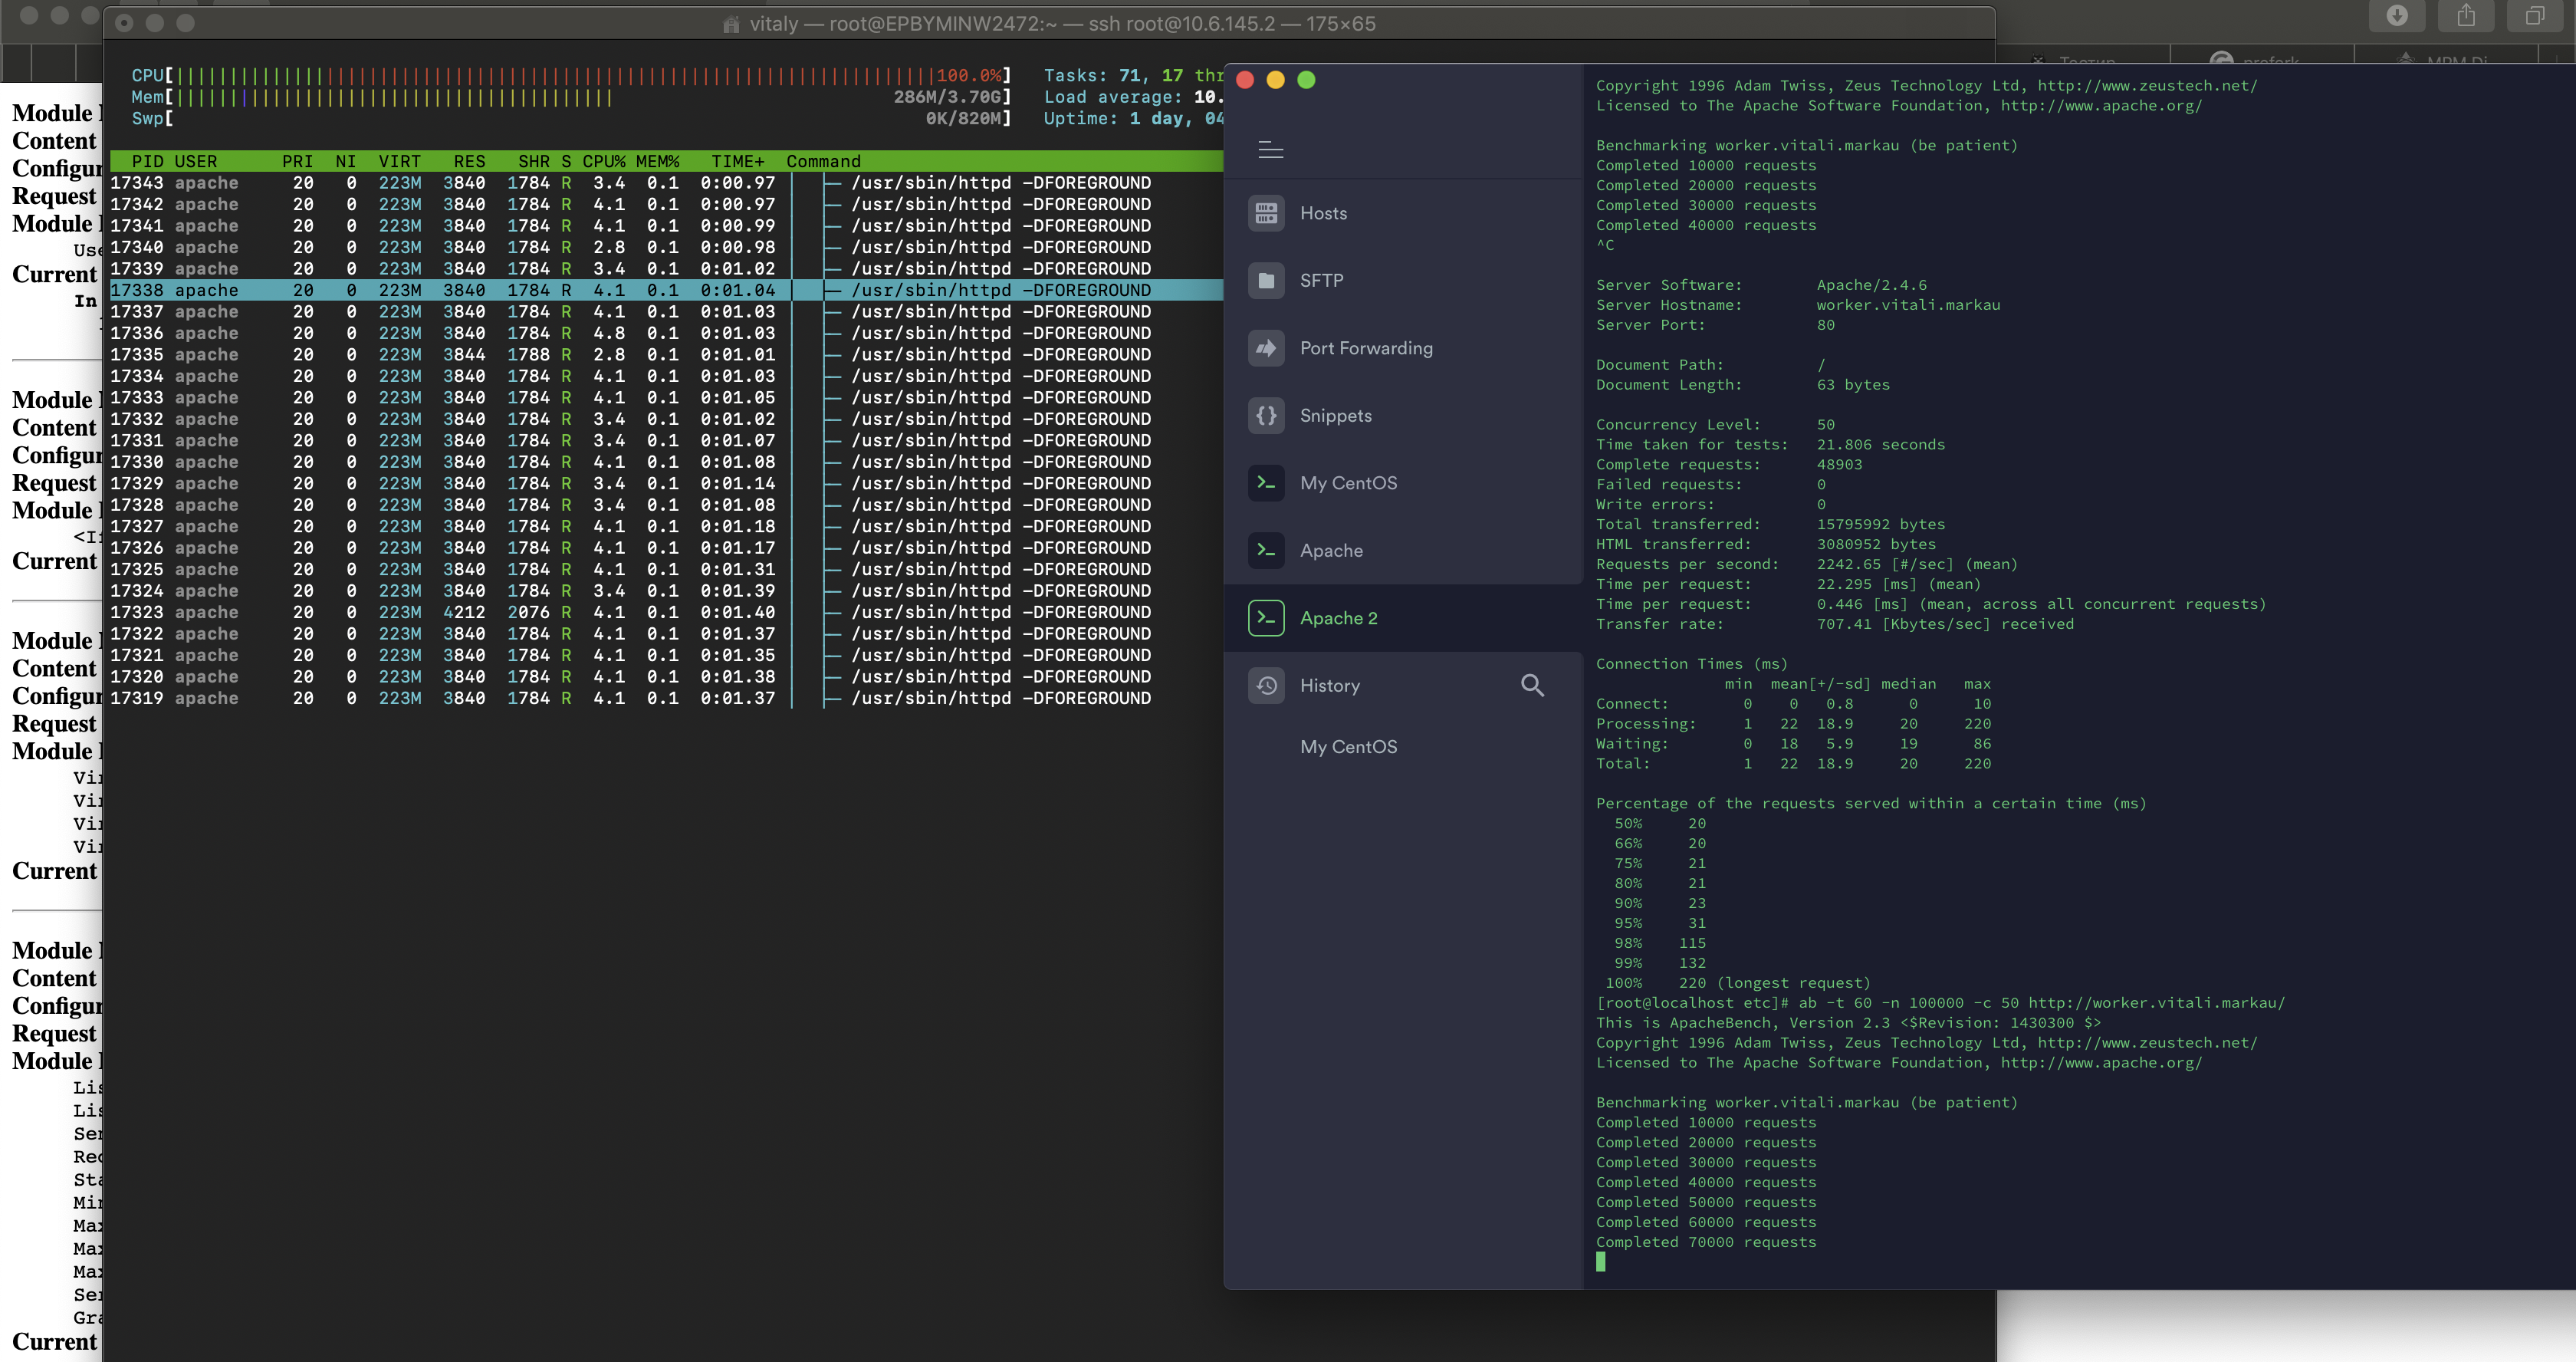 vitaly — root@EPBYMINW2472:~ — ssh root@10.6.145.2 — 175×65
CPU[100.0%] Tasks: 71, 17 thr
Mem[286M/3.70G] Load average: 10.
Swp[0K/820M] Uptime: 1 day, 04
PID USER PRI NI VIRT RES SHR S CPU% MEM% TIME+ Command
17343 apache 20 0 223M 3840 1784 R 3.4 0.1 0:00.97 /usr/sbin/httpd -DFOREGROUND
17342 apache 20 0 223M 3840 1784 R 4.1 0.1 0:00.97 /usr/sbin/httpd -DFOREGROUND
17341 apache 20 0 223M 3840 1784 R 4.1 0.1 0:00.99 /usr/sbin/httpd -DFOREGROUND
17340 apache 20 0 223M 3840 1784 R 2.8 0.1 0:00.98 /usr/sbin/httpd -DFOREGROUND
17339 apache 20 0 223M 3840 1784 R 3.4 0.1 0:01.02 /usr/sbin/httpd -DFOREGROUND
17338 apache 20 0 223M 3840 1784 R 4.1 0.1 0:01.04 /usr/sbin/httpd -DFOREGROUND
17337 apache 20 0 223M 3840 1784 R 4.1 0.1 0:01.03 /usr/sbin/httpd -DFOREGROUND
17336 apache 20 0 223M 3840 1784 R 4.8 0.1 0:01.03 /usr/sbin/httpd -DFOREGROUND
17335 apache 20 0 223M 3844 1788 R 2.8 0.1 0:01.01 /usr/sbin/httpd -DFOREGROUND
17334 apache 20 0 223M 3840 1784 R 4.1 0.1 0:01.03 /usr/sbin/httpd -DFOREGROUND
17333 apache 20 0 223M 3840 1784 R 4.1 0.1 0:01.05 /usr/sbin/httpd -DFOREGROUND
17332 apache 20 0 223M 3840 1784 R 3.4 0.1 0:01.02 /usr/sbin/httpd -DFOREGROUND
17331 apache 20 0 223M 3840 1784 R 3.4 0.1 0:01.07 /usr/sbin/httpd -DFOREGROUND
17330 apache 20 0 223M 3840 1784 R 4.1 0.1 0:01.08 /usr/sbin/httpd -DFOREGROUND
17329 apache 20 0 223M 3840 1784 R 3.4 0.1 0:01.14 /usr/sbin/httpd -DFOREGROUND
17328 apache 20 0 223M 3840 1784 R 3.4 0.1 0:01.08 /usr/sbin/httpd -DFOREGROUND
17327 apache 20 0 223M 3840 1784 R 4.1 0.1 0:01.18 /usr/sbin/httpd -DFOREGROUND
17326 apache 20 0 223M 3840 1784 R 4.1 0.1 0:01.17 /usr/sbin/httpd -DFOREGROUND
17325 apache 20 0 223M 3840 1784 R 4.1 0.1 0:01.31 /usr/sbin/httpd -DFOREGROUND
17324 apache 20 0 223M 3840 1784 R 3.4 0.1 0:01.39 /usr/sbin/httpd -DFOREGROUND
17323 apache 20 0 223M 4212 2076 R 4.1 0.1 0:01.40 /usr/sbin/httpd -DFOREGROUND
17322 apache 20 0 223M 3840 1784 R 4.1 0.1 0:01.37 /usr/sbin/httpd -DFOREGROUND
17321 apache 20 0 223M 3840 1784 R 4.1 0.1 0:01.35 /usr/sbin/httpd -DFOREGROUND
17320 apache 20 0 223M 3840 1784 R 4.1 0.1 0:01.38 /usr/sbin/httpd -DFOREGROUND
17319 apache 20 0 223M 3840 1784 R 4.1 0.1 0:01.37 /usr/sbin/httpd -DFOREGROUND
Module
Content
Configur
Request
Module
Use
Current
In
Module
Content
Configur
Request
Module
<If
Current
Module
Content
Configur
Request
Module
Vir
Vir
Vir
Vir
Current
Module
Content
Configur
Request
Module
Lis
Lis
Ser
Rec
Sta
Min
Max
Max
Max
Ser
Gra
Current
Hosts
SFTP
Port Forwarding
Snippets
My CentOS
Apache
Apache 2
History
My CentOS
Copyright 1996 Adam Twiss, Zeus Technology Ltd, http://www.zeustech.net/
Licensed to The Apache Software Foundation, http://www.apache.org/
Benchmarking worker.vitali.markau (be patient)
Completed 10000 requests
Completed 20000 requests
Completed 30000 requests
Completed 40000 requests
^C
Server Software: Apache/2.4.6
Server Hostname: worker.vitali.markau
Server Port: 80
Document Path: /
Document Length: 63 bytes
Concurrency Level: 50
Time taken for tests: 21.806 seconds
Complete requests: 48903
Failed requests: 0
Write errors: 0
Total transferred: 15795992 bytes
HTML transferred: 3080952 bytes
Requests per second: 2242.65 [#/sec] (mean)
Time per request: 22.295 [ms] (mean)
Time per request: 0.446 [ms] (mean, across all concurrent requests)
Transfer rate: 707.41 [Kbytes/sec] received
Connection Times (ms)
min mean[+/-sd] median max
Connect: 0 0 0.8 0 10
Processing: 1 22 18.9 20 220
Waiting: 0 18 5.9 19 86
Total: 1 22 18.9 20 220
Percentage of the requests served within a certain time (ms)
50% 20
66% 20
75% 21
80% 21
90% 23
95% 31
98% 115
99% 132
100% 220 (longest request)
[root@localhost etc]# ab -t 60 -n 100000 -c 50 http://worker.vitali.markau/
This is ApacheBench, Version 2.3 <$Revision: 1430300 $>
Copyright 1996 Adam Twiss, Zeus Technology Ltd, http://www.zeustech.net/
Licensed to The Apache Software Foundation, http://www.apache.org/
Benchmarking worker.vitali.markau (be patient)
Completed 10000 requests
Completed 20000 requests
Completed 30000 requests
Completed 40000 requests
Completed 50000 requests
Completed 60000 requests
Completed 70000 requests